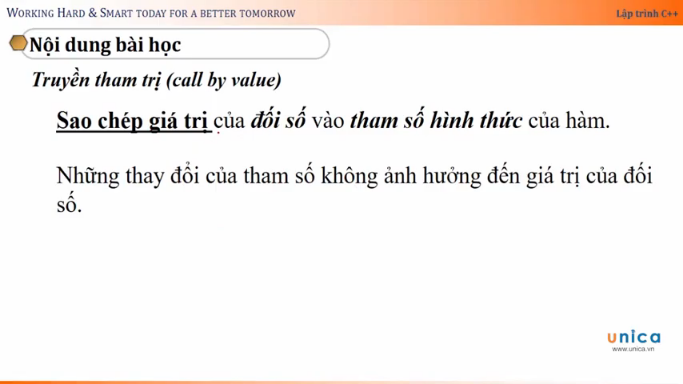 WORKING HARD & SMART TODAY FOR A BETTER TOMORROW
Lập trình C++
Nội dung bài học
Truyền tham trị (call by value)
Sao chép giá trị của đối số vào tham số hình thức của hàm.
Những thay đổi của tham số không ảnh hưởng đến giá trị của đối
số.
unica
www.unica.vn